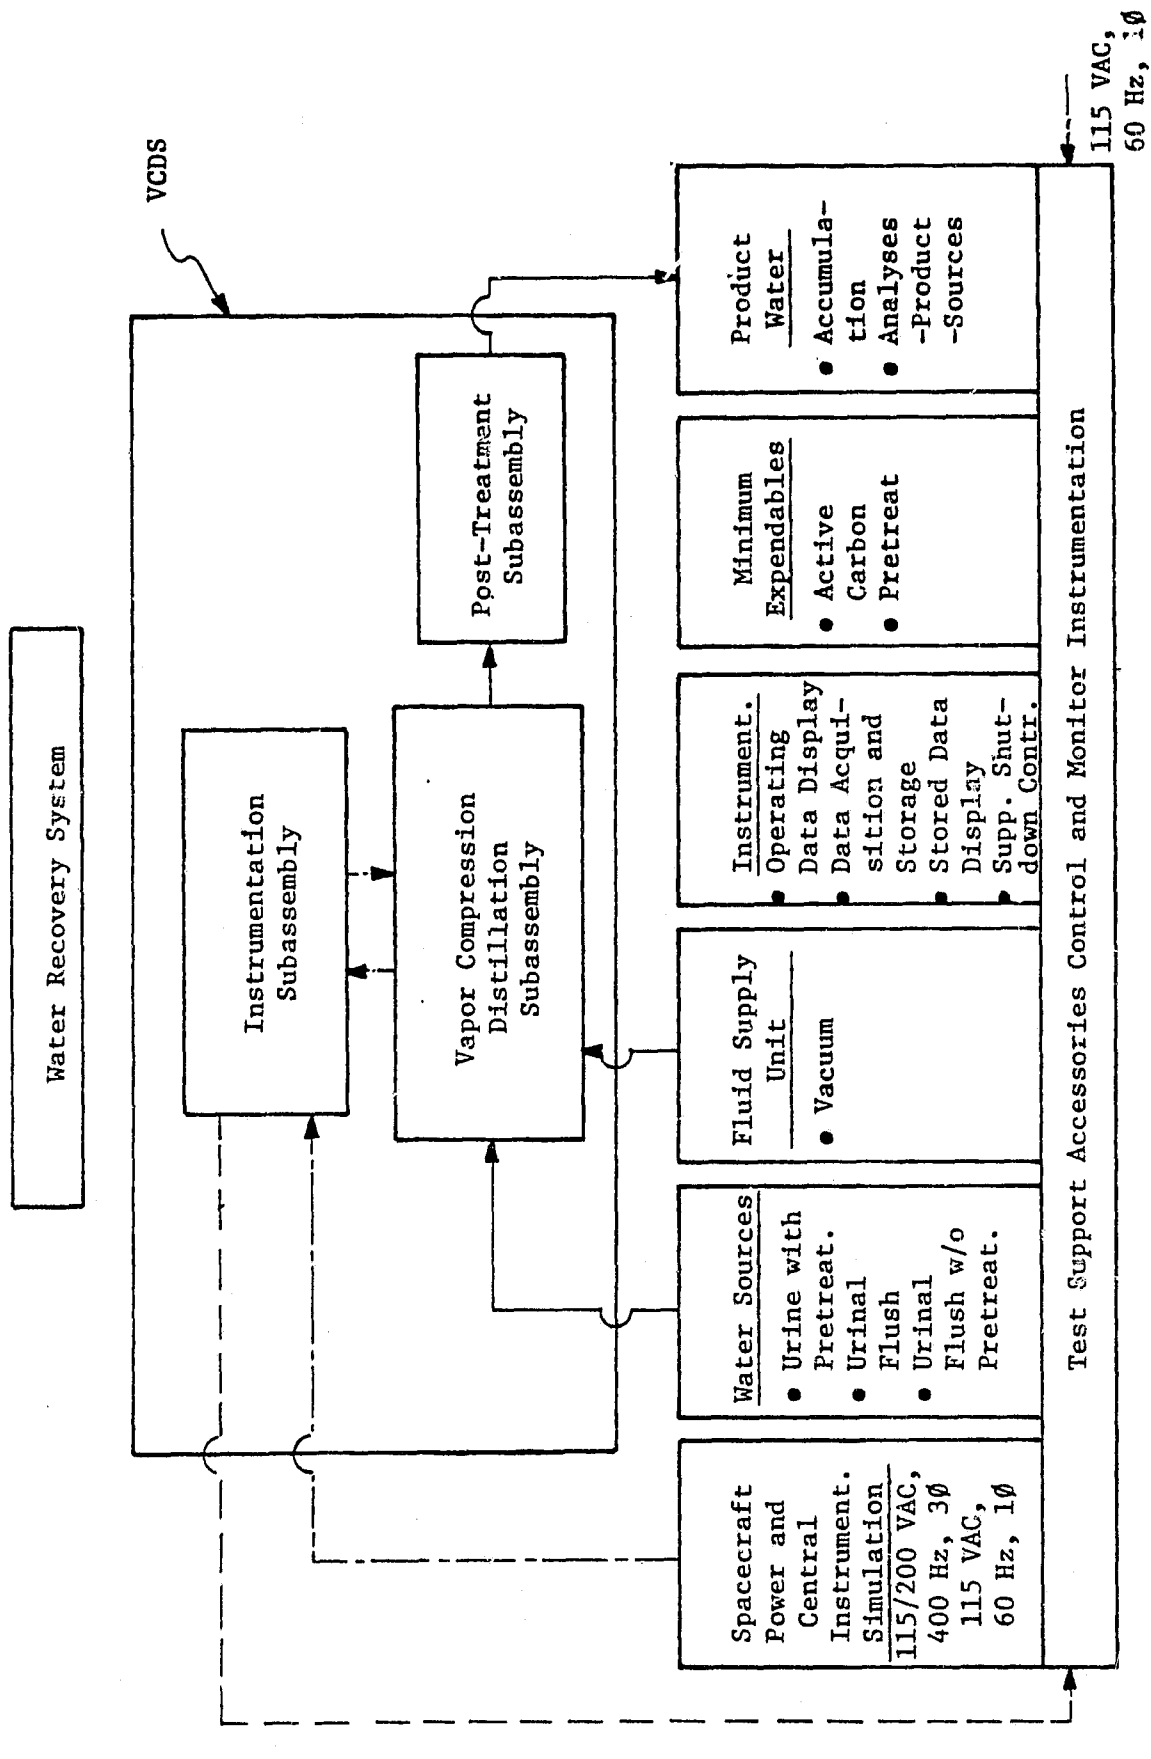 Water Recovery System
VCDS
Instrumentation
Subassembly
Vapor Compression
Distillation
Subassembly
Post-Treatment
Subassembly
Spacecraft
Power and
Central
Instrument.
Simulation
115/200 VAC,
400 Hz, 3Ø
115 VAC,
60 Hz, 1Ø
Water Sources
● Urine with
Pretreat.
● Urinal
Flush
● Urinal
Flush w/o
Pretreat.
Fluid Supply
Unit
● Vacuum
Instrument.
● Operating
Data Display
● Data Acqui-
sition and
Storage
● Stored Data
Display
● Supp. Shut-
down Contr.
Minimum
Expendables
● Active
Carbon
● Pretreat
Product
Water
● Accumula-
tion
● Analyses
-Product
-Sources
Test Support Accessories Control and Monitor Instrumentation
115 VAC,
60 Hz, 1Ø